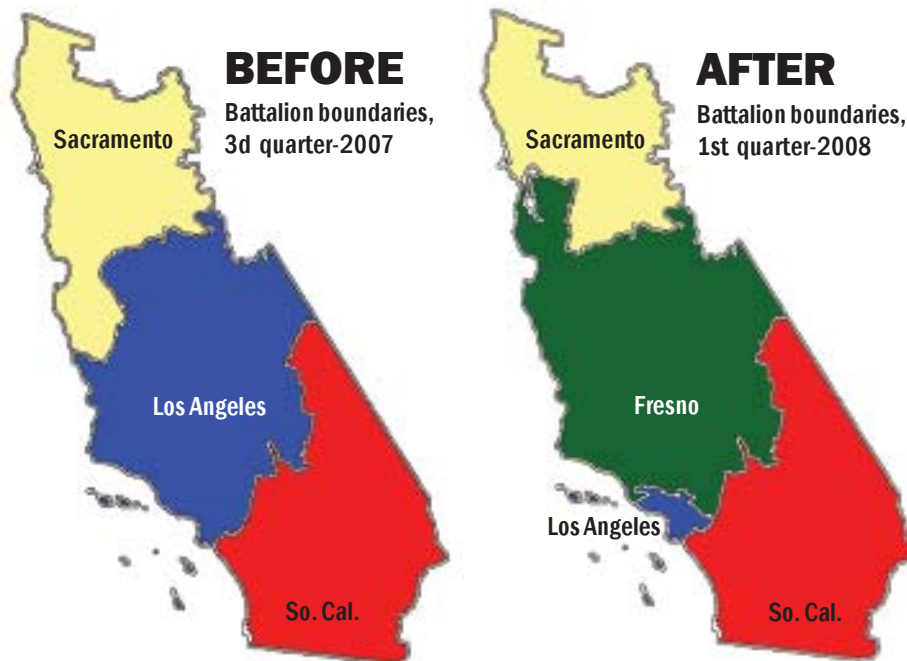 BEFORE
Battalion boundaries,
3d quarter-2007
Sacramento
Los Angeles
So. Cal.
AFTER
Battalion boundaries,
1st quarter-2008
Sacramento
Fresno
Los Angeles
So. Cal.